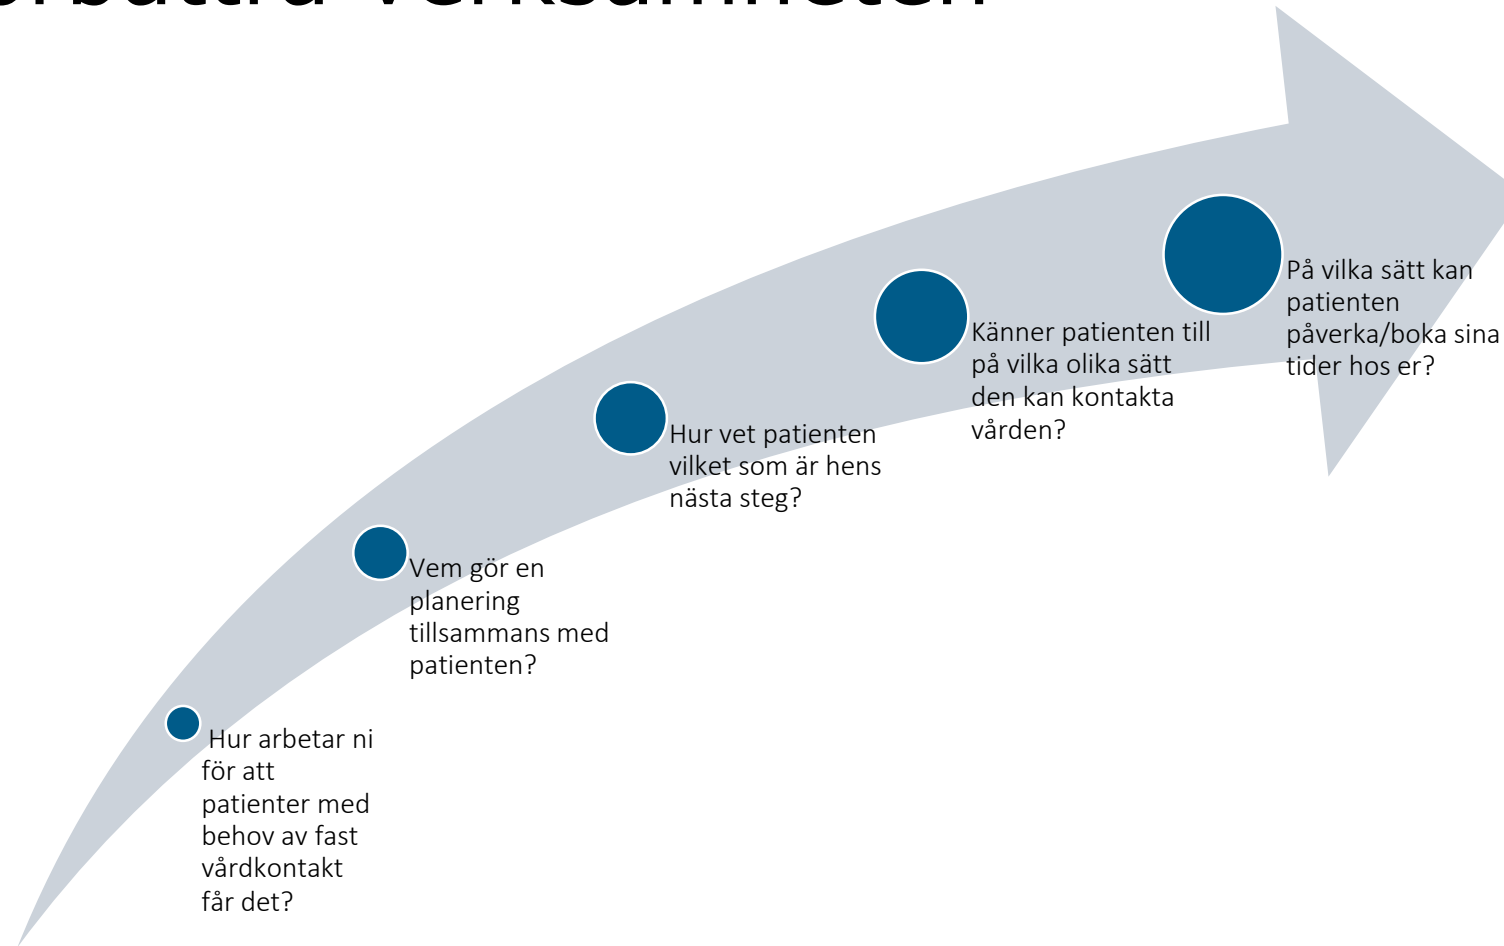 verksamheten
Hur arbetar ni
för att
patienter med
behov av fast
vårdkontakt
får det?
Vem gör en
planering
tillsammans med
patienten?
Hur vet patienten
vilket som är hens
nästa steg?
Känner patienten till
på vilka olika sätt
den kan kontakta
vården?
På vilka sätt kan
patienten
påverka/boka sina
tider hos er?